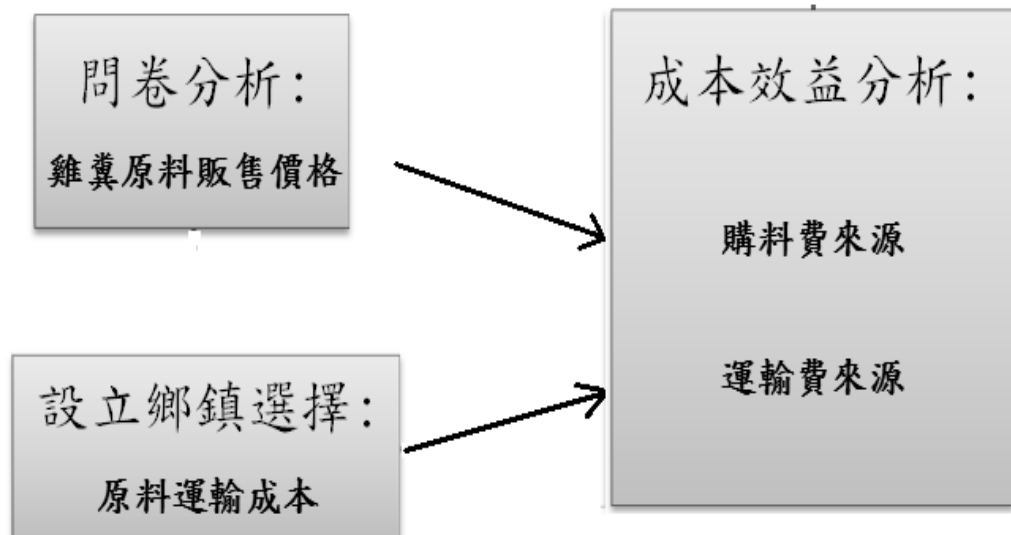 問卷分析:
雞糞原料販售價格
設立鄉鎮選擇:
原料運輸成本
成本效益分析:
購料費來源
運輸費來源